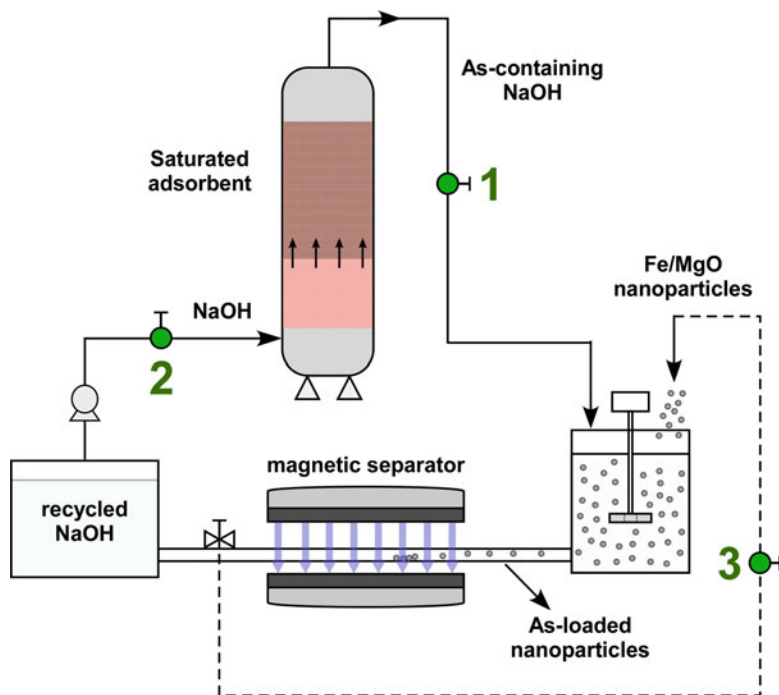 As-containing
NaOH
Saturated
adsorbent
1
Fe/MgO
nanoparticles
NaOH
2
magnetic separator
recycled
NaOH
3
As-loaded
nanoparticles